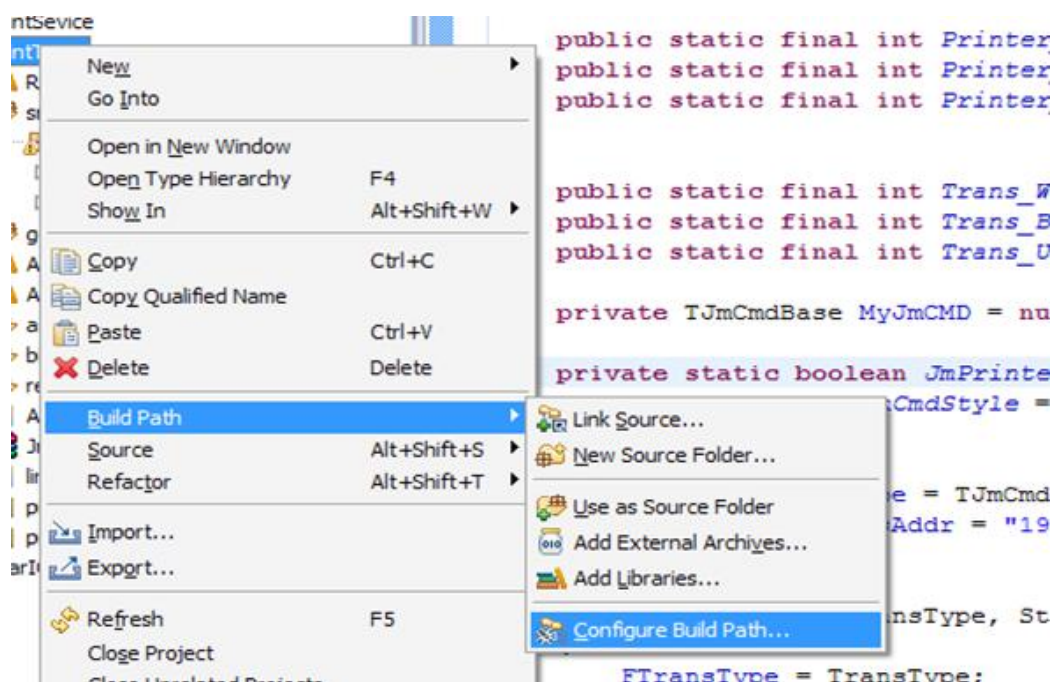 ntSevice
New
Go Into
Open in New Window
Open Type Hierarchy F4
Show In Alt+Shift+W
Copy Ctrl+C
Copy Qualified Name
Paste Ctrl+V
Delete Delete
Build Path
Source Alt+Shift+S
Refactor Alt+Shift+T
Import...
Export...
Refresh F5
Close Project
Link Source...
New Source Folder...
Use as Source Folder
Add External Archives...
Add Libraries...
Configure Build Path...
public static final int Printer
public static final int Printer
public static final int Printer
public static final int Trans_W
public static final int Trans_B
public static final int Trans_U
private TJmCmdBase MyJmCMD = nu
private static boolean JmPrinte
CmdStyle =
e = TJmCmd
Addr = "19
nsType, St
FTransType = TransType;